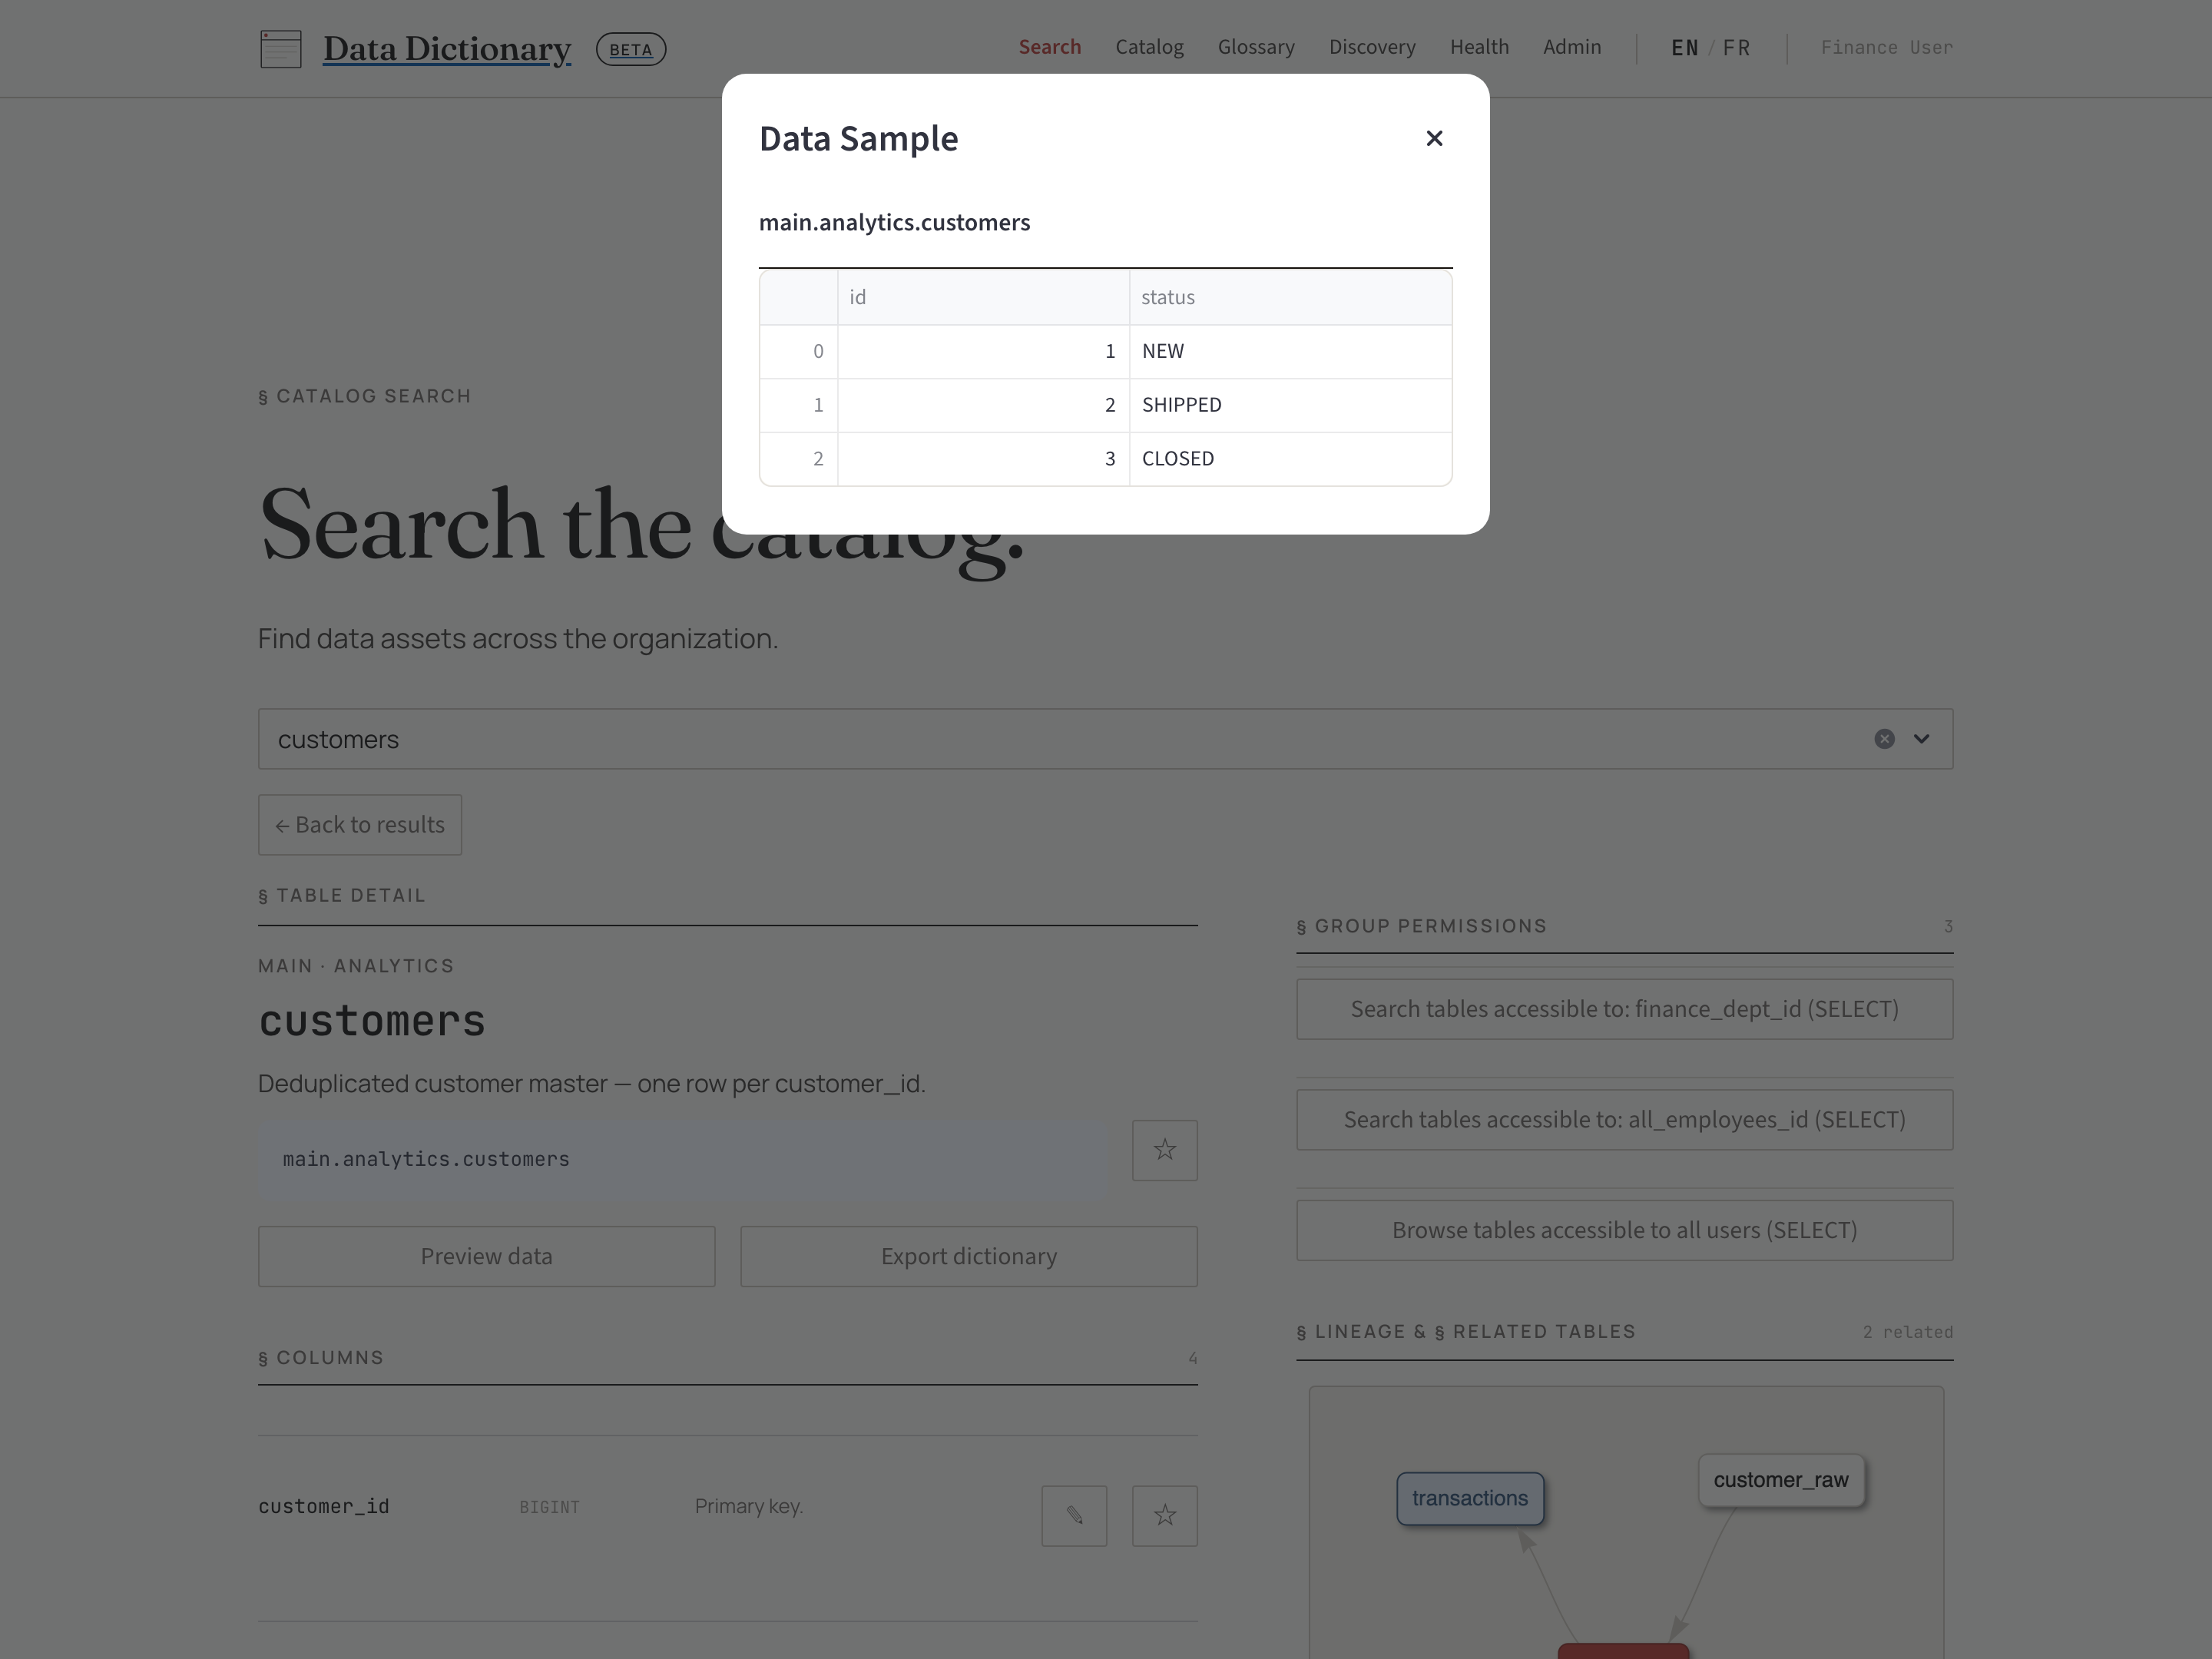 Data Dictionary BETA Search Catalog Glossary Discovery Health Admin EN / FR Finance User
Data Sample
main.analytics.customers
id status
0 1 NEW
1 2 SHIPPED
2 3 CLOSED
§ CATALOG SEARCH
Search the catalog.
Find data assets across the organization.
customers
← Back to results
§ TABLE DETAIL
MAIN · ANALYTICS
customers
Deduplicated customer master — one row per customer_id.
main.analytics.customers
☆
Preview data Export dictionary
§ COLUMNS 4
customer_id BIGINT Primary key. ✎ ☆
§ GROUP PERMISSIONS 3
Search tables accessible to: finance_dept_id (SELECT)
Search tables accessible to: all_employees_id (SELECT)
Browse tables accessible to all users (SELECT)
§ LINEAGE & § RELATED TABLES 2 related
customer_raw
transactions